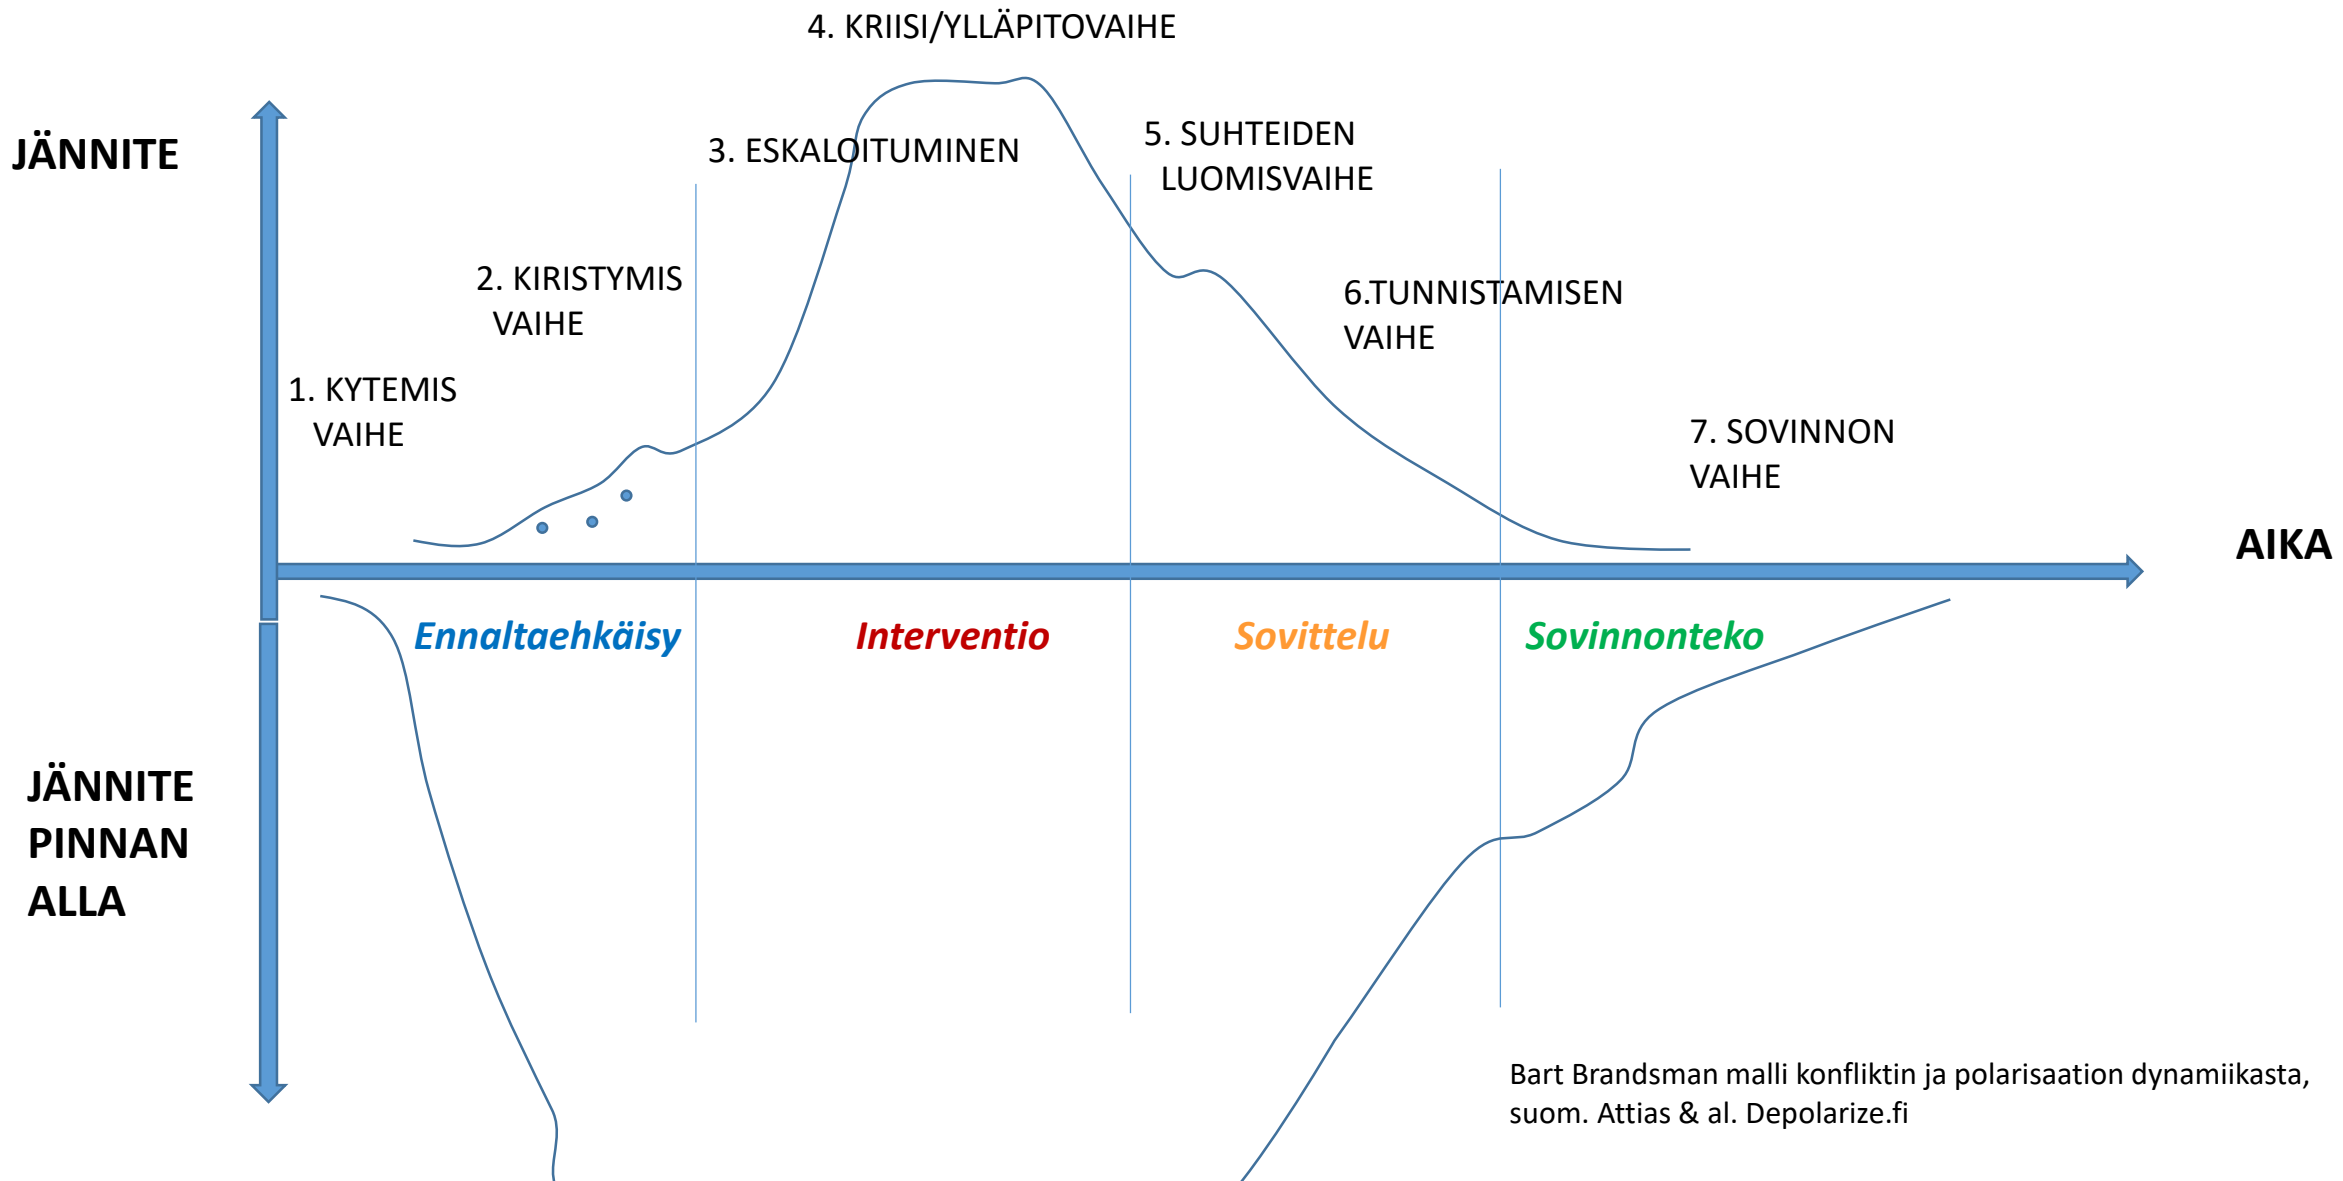 4. KRIISI/YLLÄPITOVAIHE
JÄNNITE
3. ESKALOITUMINEN
5. SUHTEIDEN
LUOMISVAIHE
2. KIRISTYMIS
VAIHE
6.TUNNISTAMISEN
VAIHE
1. KYTEMIS
VAIHE
7. SOVINNON
VAIHE
AIKA
Ennaltaehkäisy
Interventio
Sovittelu
Sovinnonteko
JÄNNITE
PINNAN
ALLA
Bart Brandsman malli konfliktin ja polarisaation dynamiikasta,
suom. Attias & al. Depolarize.fi